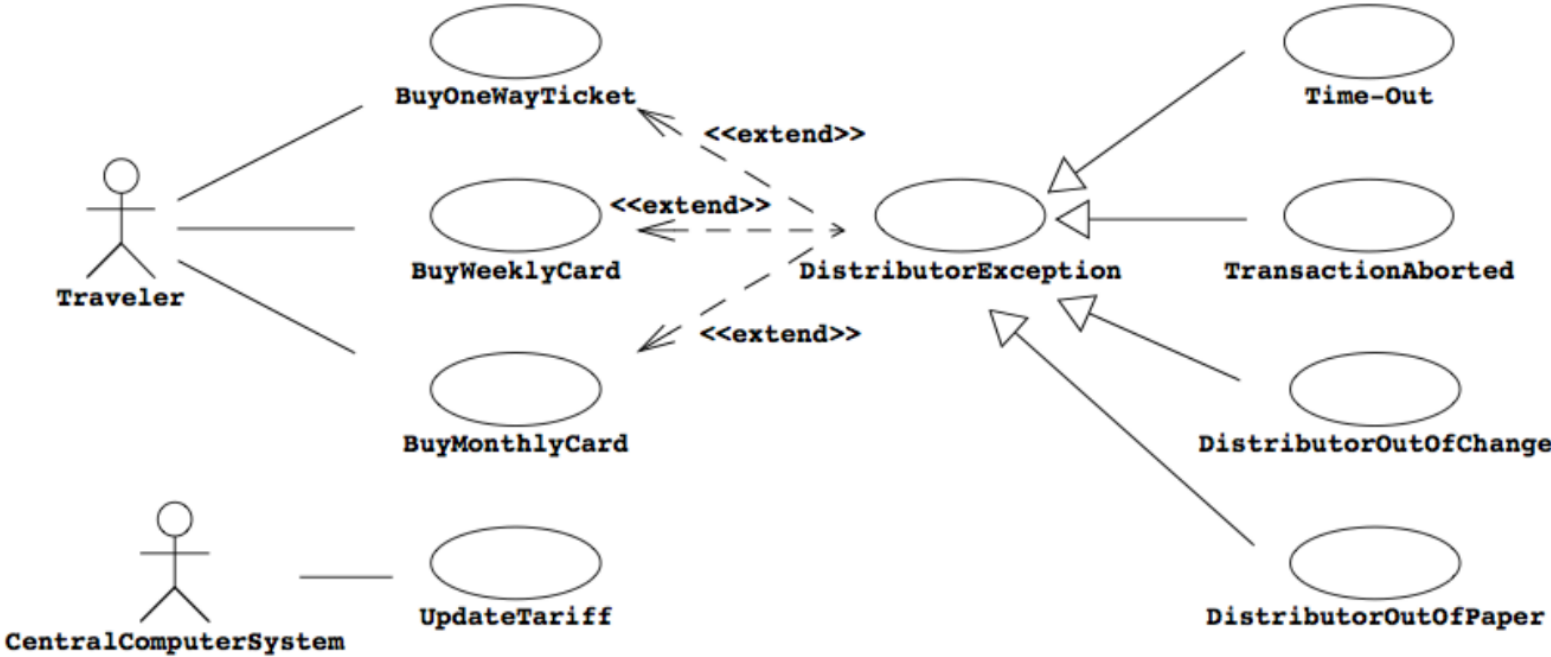 BuyOneWayTicket
Time-Out
<<extend>>
<<extend>>
BuyWeeklyCard
DistributorException
TransactionAborted
Traveler
<<extend>>
BuyMonthlyCard
DistributorOutOfChange
UpdateTariff
DistributorOutOfPaper
CentralComputerSystem